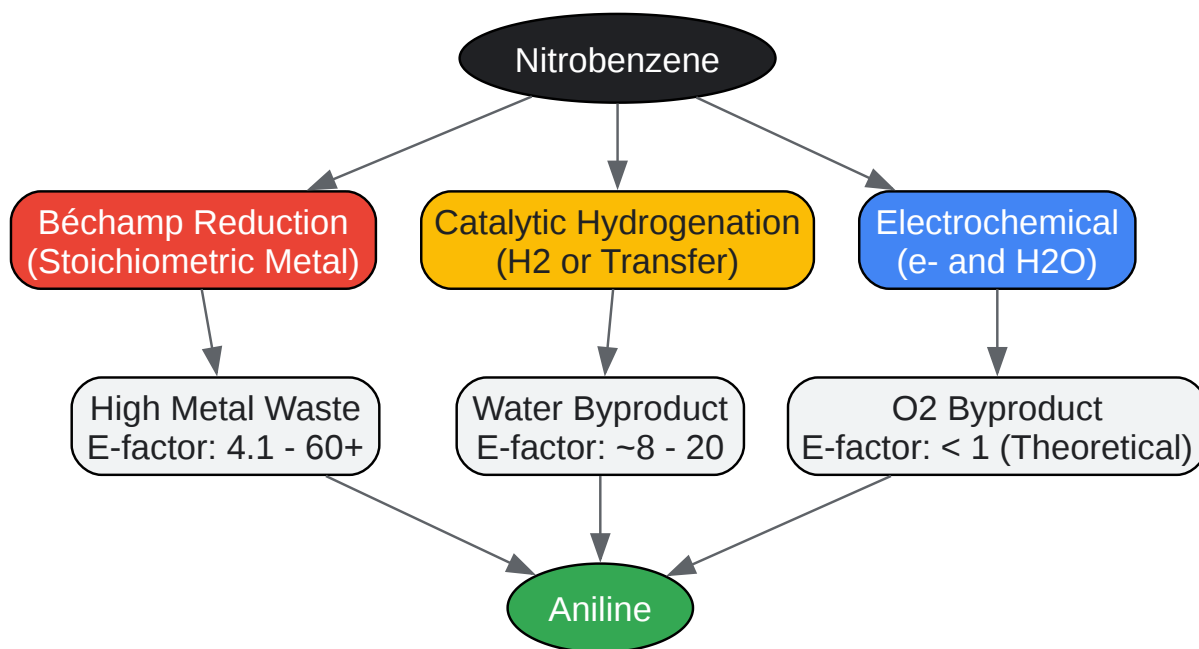 Nitrobenzene
Béchamp Reduction
(Stoichiometric Metal)
Catalytic Hydrogenation
(H2 or Transfer)
Electrochemical
(e- and H2O)
High Metal Waste
E-factor: 4.1 - 60+
Water Byproduct
E-factor: ~8 - 20
O2 Byproduct
E-factor: < 1 (Theoretical)
Aniline